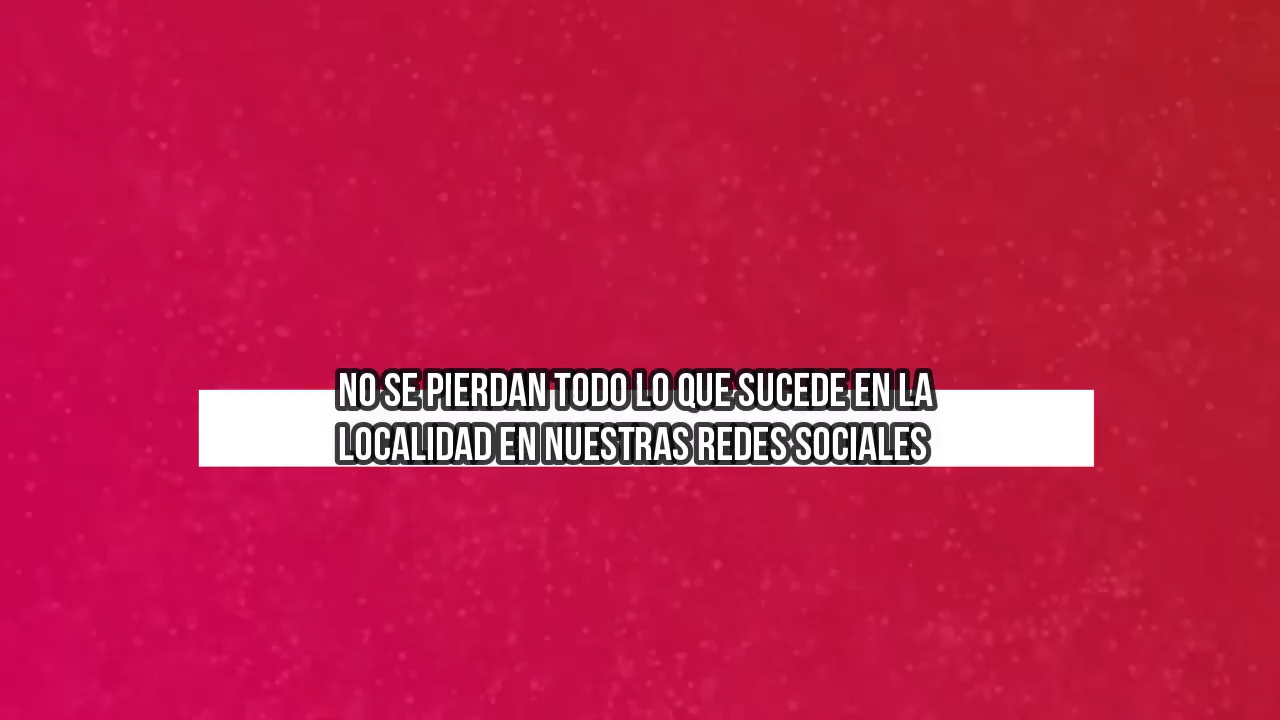 NO SE PIERDAN TODO LO QUE SUCEDE EN LA
LOCALIDAD EN NUESTRAS REDES SOCIALES